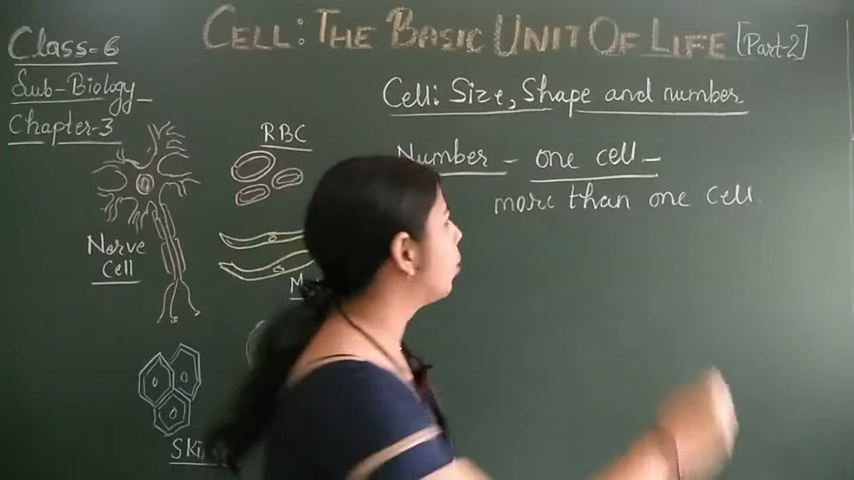 CELL: THE BASIC UNIT OF LIFE [Part-2]
Class-6
Sub-Biology
Chapter-3
Cell: Size, Shape and number
RBC
Number - one cell -
more than one cell.
Nerve
Cell